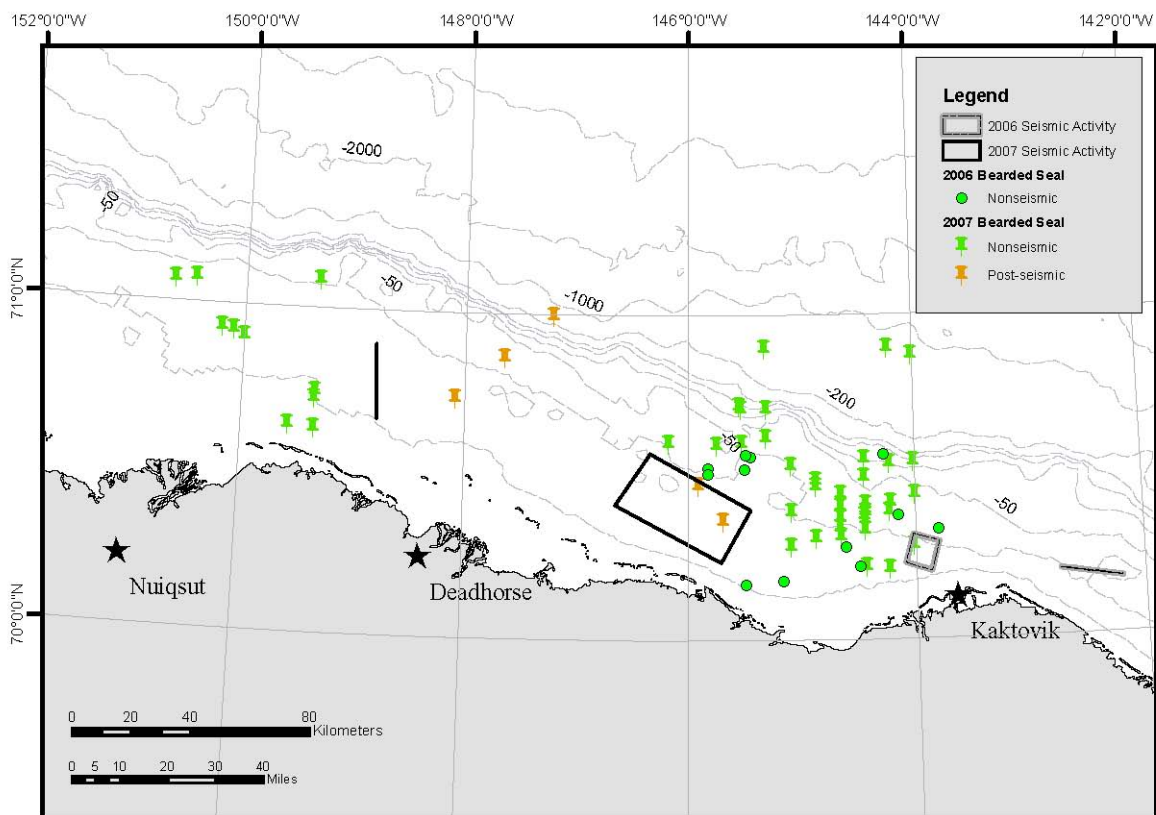 152°0'0"W 150°0'0"W 148°0'0"W 146°0'0"W 144°0'0"W 142°0'0"W
Legend
2006 Seismic Activity
2007 Seismic Activity
2006 Bearded Seal
Nonseismic
2007 Bearded Seal
Nonseismic
Post-seismic
-2000
-50
71°0'0"N
-50
-1000
-200
-50
-50
Nuiqsut
Deadhorse
70°0'0"N
Kaktovik
0 20 40 80
Kilometers
0 5 10 20 30 40
Miles